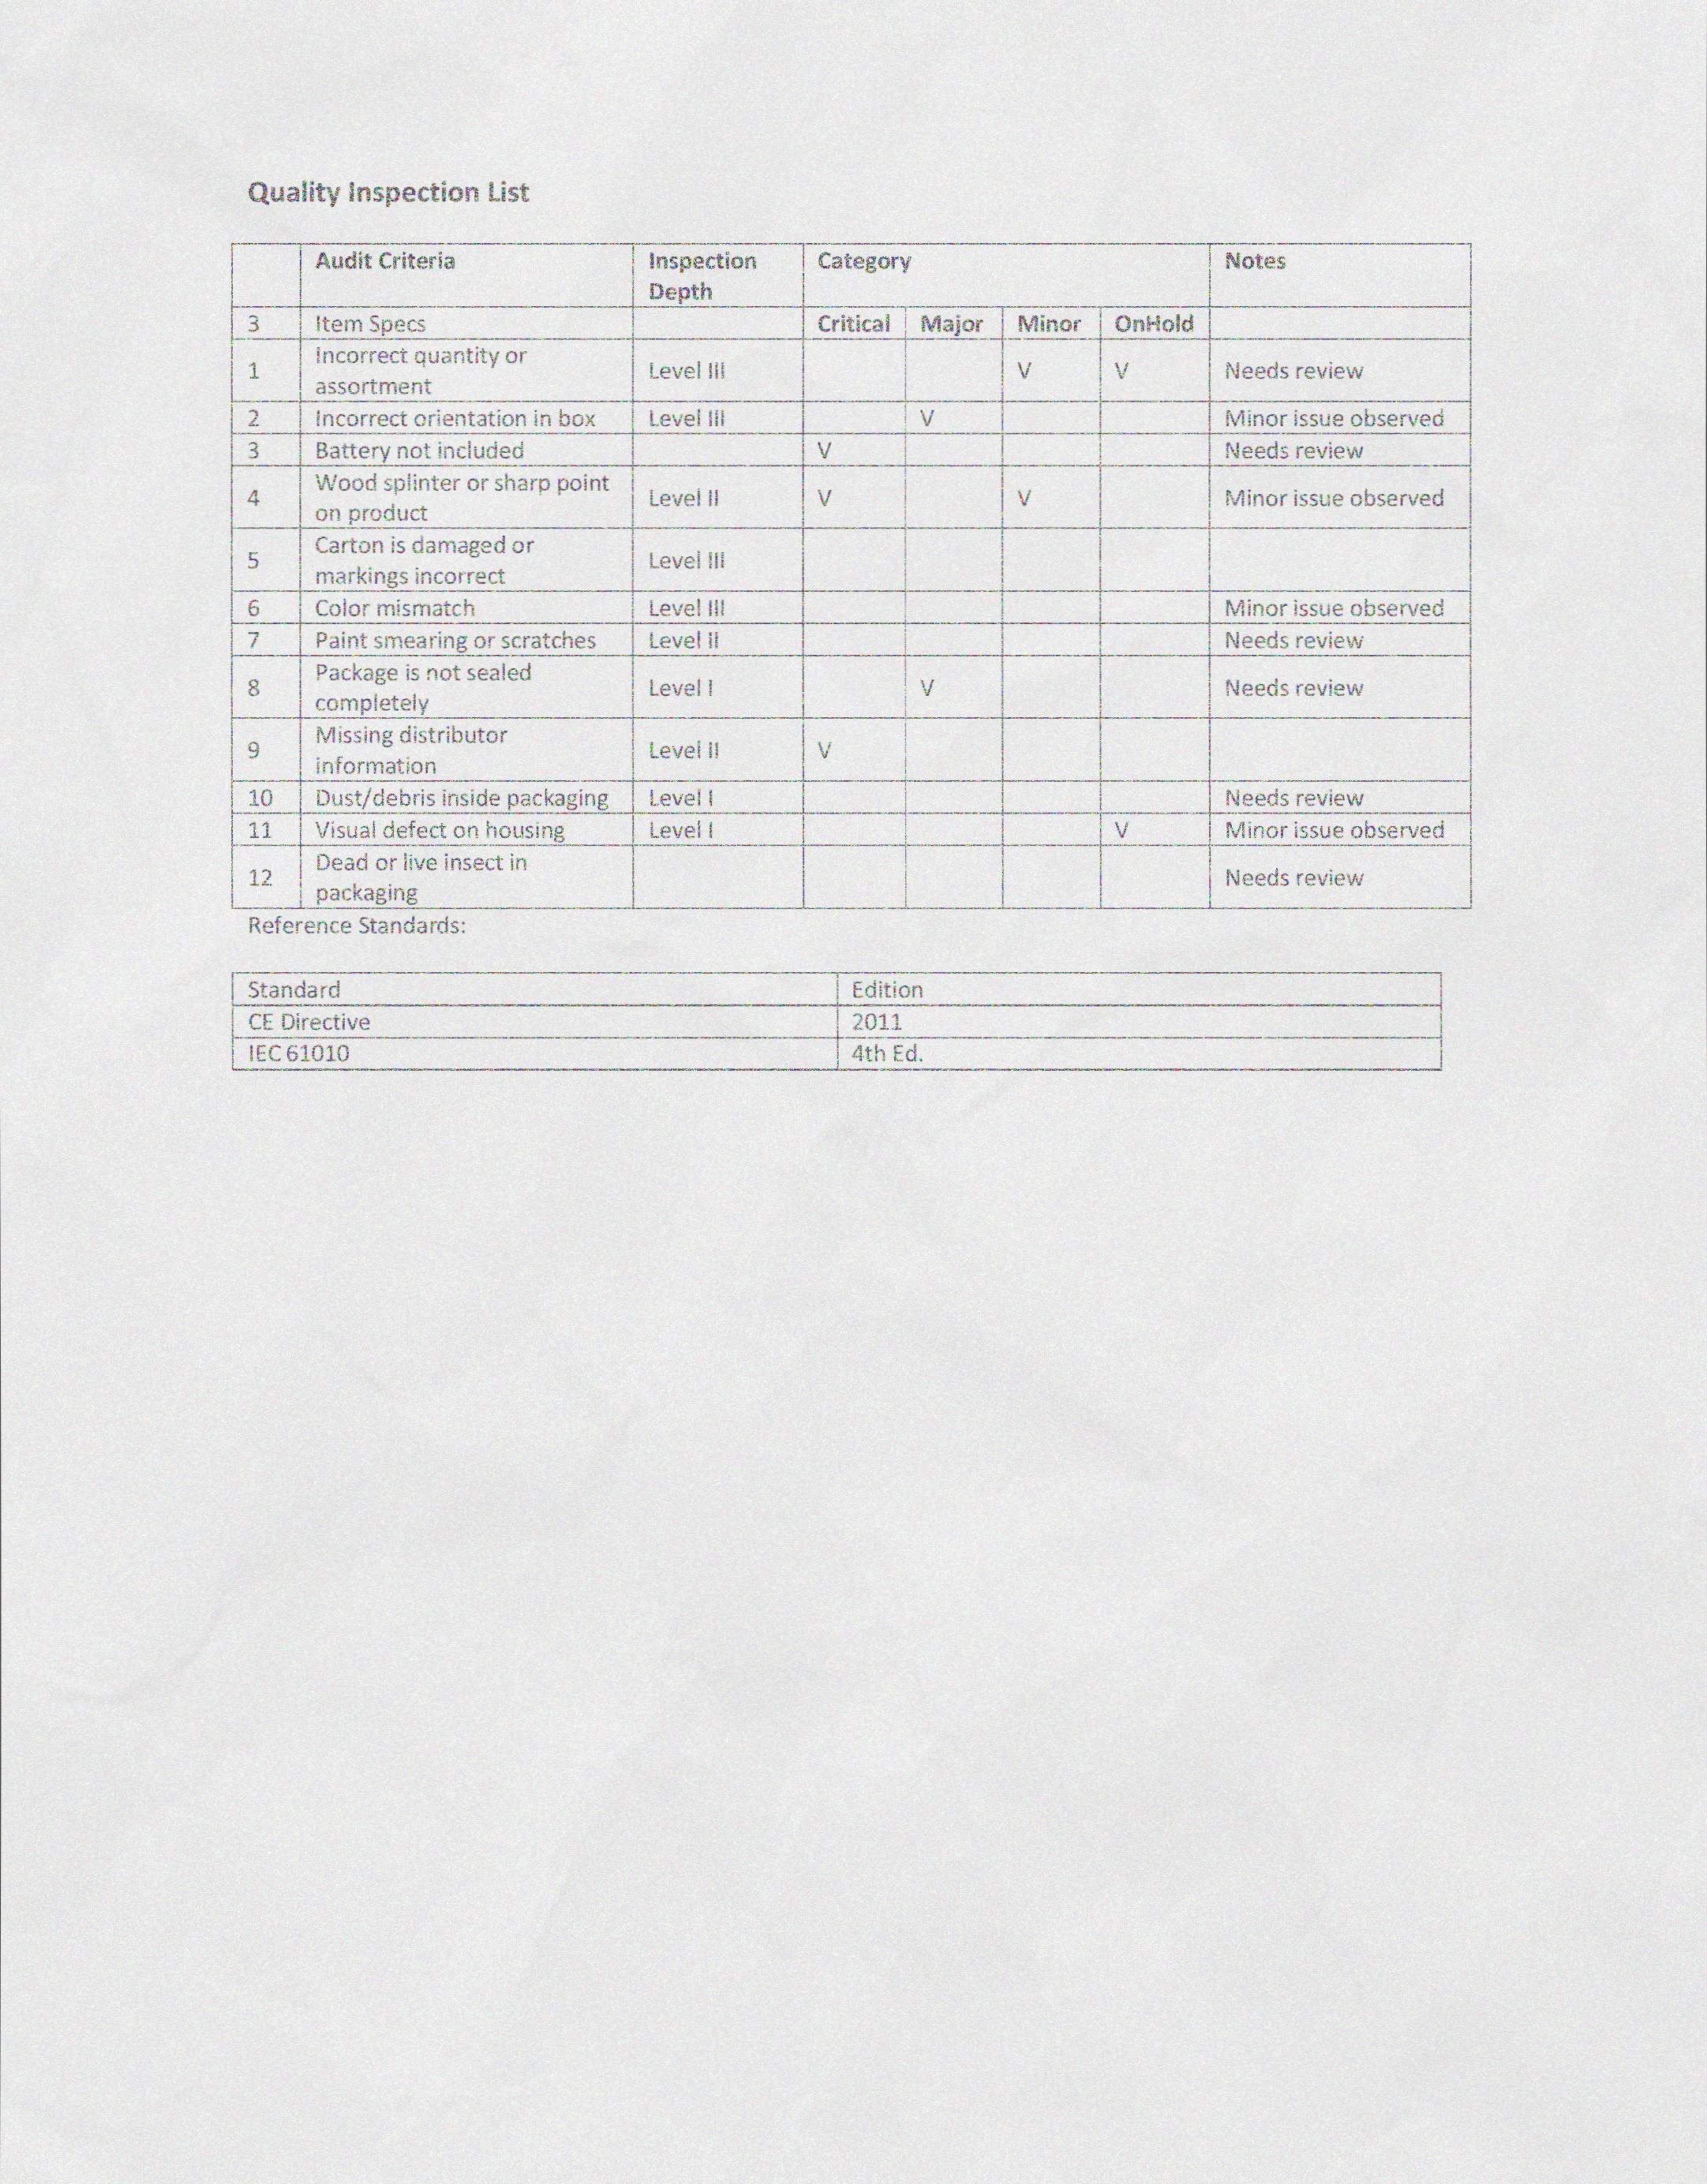 Quality Inspection List
Audit Criteria Inspection Depth Category Notes
3 Item Specs Critical Major Minor OnHold
1 Incorrect quantity or assortment Level III V V Needs review
2 Incorrect orientation in box Level III V Minor issue observed
3 Battery not included V Needs review
4 Wood splinter or sharp point on product Level II V V Minor issue observed
5 Carton is damaged or markings incorrect Level III
6 Color mismatch Level III Minor issue observed
7 Paint smearing or scratches Level II Needs review
8 Package is not sealed completely Level I V Needs review
9 Missing distributor information Level II V
10 Dust/debris inside packaging Level I Needs review
11 Visual defect on housing Level I V Minor issue observed
12 Dead or live insect in packaging Needs review
Reference Standards:
Standard Edition
CE Directive 2011
IEC 61010 4th Ed.